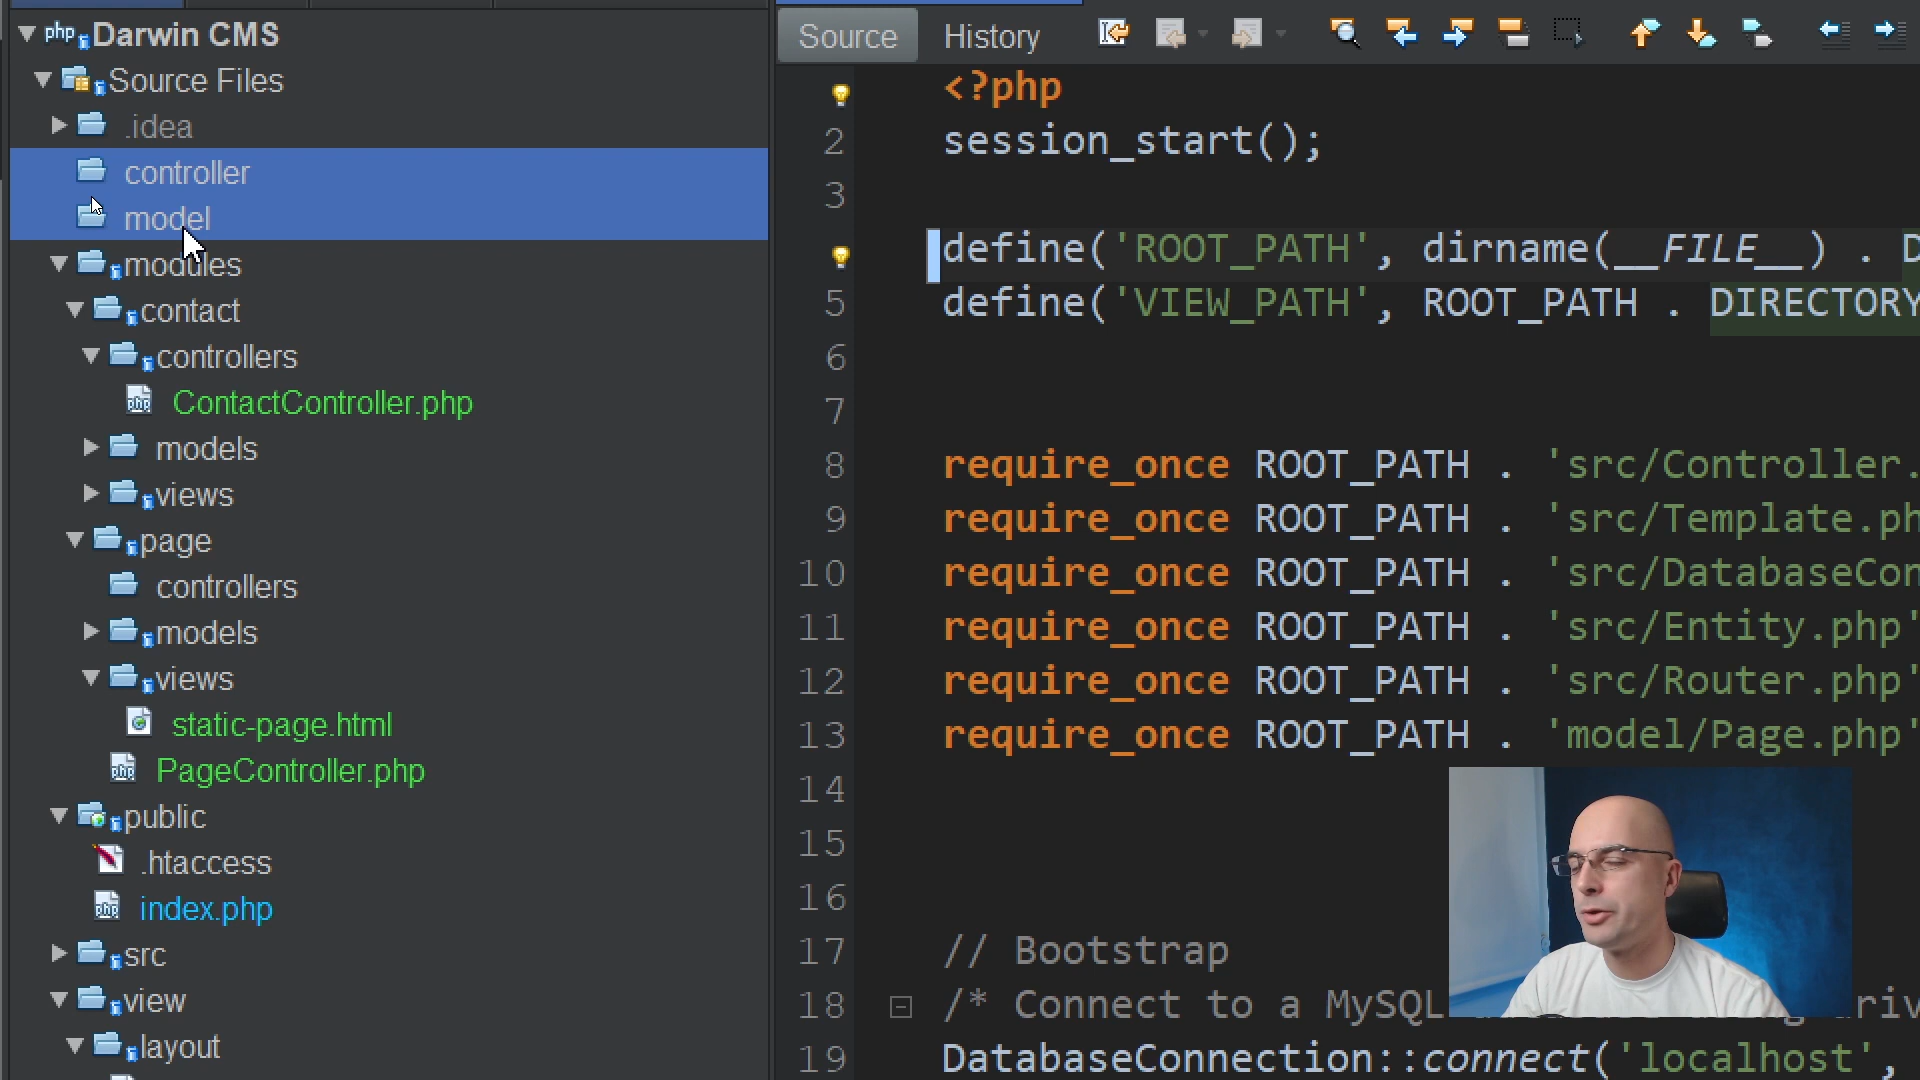 php Darwin CMS
Source Files
.idea
controller
model
modules
contact
controllers
ContactController.php
models
views
page
controllers
models
views
static-page.html
PageController.php
public
.htaccess
index.php
src
view
layout
Source History
<?php
2 session_start();
3
define('ROOT_PATH', dirname(__FILE__) . D
5 define('VIEW_PATH', ROOT_PATH . DIRECTORY
6
7
8 require_once ROOT_PATH . 'src/Controller.
9 require_once ROOT_PATH . 'src/Template.ph
10 require_once ROOT_PATH . 'src/DatabaseCon
11 require_once ROOT_PATH . 'src/Entity.php'
12 require_once ROOT_PATH . 'src/Router.php'
13 require_once ROOT_PATH . 'model/Page.php'
14
15
16
17 // Bootstrap
18 /* Connect to a MySQL
19 DatabaseConnection::connect('localhost',